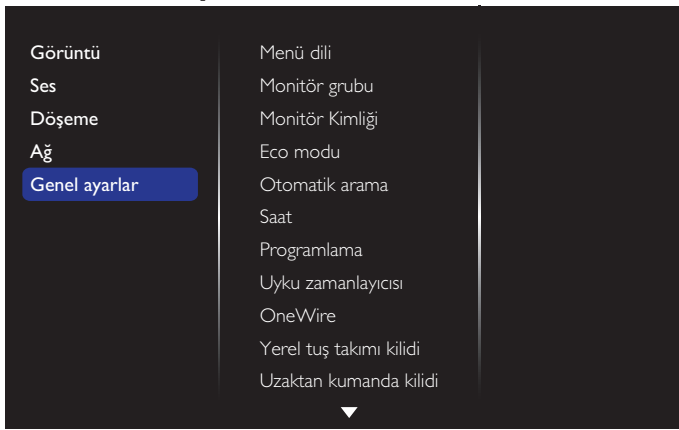 Görüntü
Ses
Döşeme
Ağ
Genel ayarlar
Menü dili
Monitör grubu
Monitör Kimliği
Eco modu
Otomatik arama
Saat
Programlama
Uyku zamanlayıcısı
OneWire
Yerel tuş takımı kilidi
Uzaktan kumanda kilidi